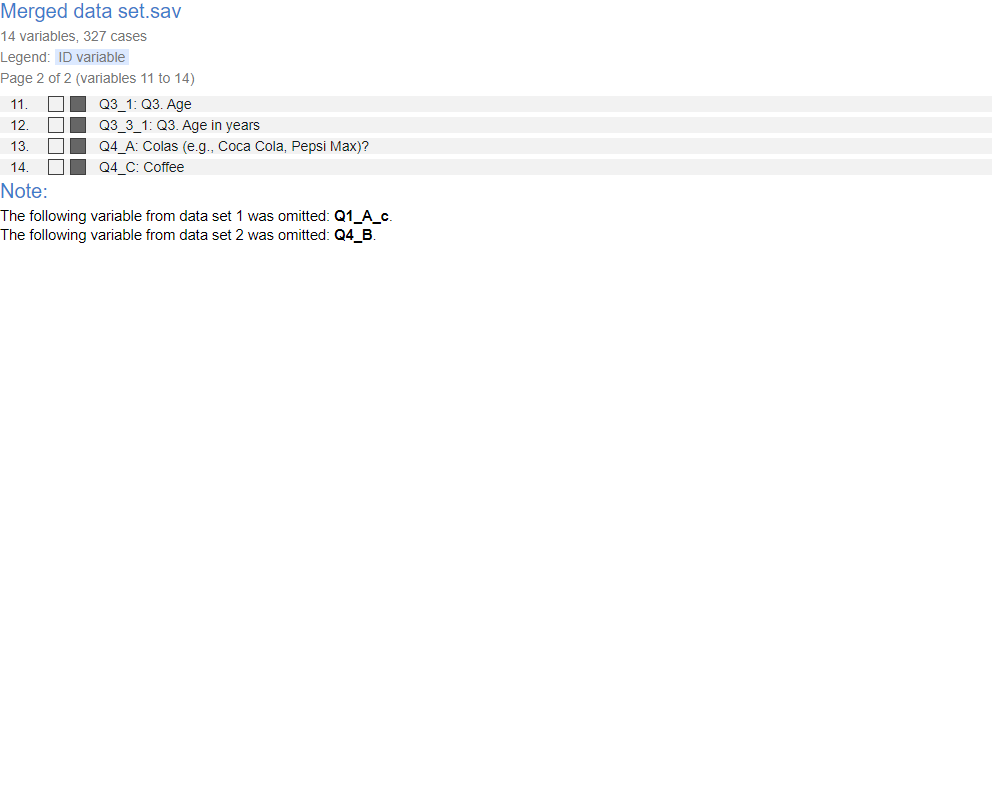 Merged data set.sav
14 variables, 327 cases
Legend: ID variable
Page 2 of 2 (variables 11 to 14)
11. Q3_1: Q3. Age
12. Q3_3_1: Q3. Age in years
13. Q4_A: Colas (e.g., Coca Cola, Pepsi Max)?
14. Q4_C: Coffee
Note:
The following variable from data set 1 was omitted: Q1_A_c.
The following variable from data set 2 was omitted: Q4_B.